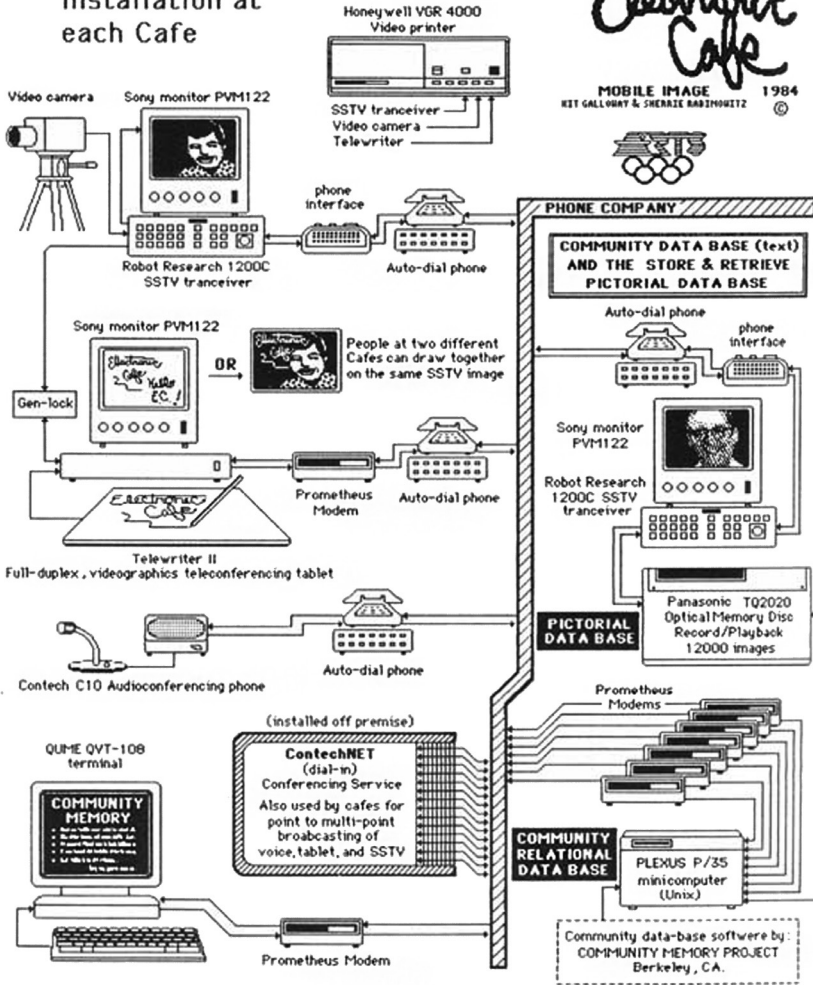 Installation at
each Cafe
Honeywell VGR 4000
Video printer
SSTV tranceiver
Video camera
Telewriter
Electronic
Cafe
MOBILE IMAGE 1984
KIT GALLOWAY & SHERRIE RABINOWITZ ©
ARTS
Video camera
Sony monitor PVM122
phone
interface
Auto-dial phone
Robot Research 1200C
SSTV tranceiver
PHONE COMPANY
COMMUNITY DATA BASE (text)
AND THE STORE & RETRIEVE
PICTORIAL DATA BASE
Auto-dial phone
phone
interface
Sony monitor
PVM122
Robot Research
1200C SSTV
tranceiver
Panasonic TQ2020
Optical Memory Disc
Record/Playback
12000 images
PICTORIAL
DATA BASE
Sony monitor PVM122
Electronic
Cafe
Hello
E.C.!
OR
People at two different
Cafes can draw together
on the same SSTV image
Electronic
Cafe
Gen-lock
Prometheus
Modem
Auto-dial phone
Electronic
Cafe
Telewriter II
Full-duplex, videographics teleconferencing tablet
Auto-dial phone
Contech C10 Audioconferencing phone
(installed off premise)
ContechNET
(dial-in)
Conferencing Service
Also used by cafes for
point to multi-point
broadcasting of
voice, tablet, and SSTV
Prometheus
Modems
COMMUNITY
RELATIONAL
DATA BASE
PLEXUS P/35
minicomputer
(Unix)
Community data-base softwere by:
COMMUNITY MEMORY PROJECT
Berkeley, CA.
QUME QVT-108
terminal
COMMUNITY
MEMORY
Prometheus Modem